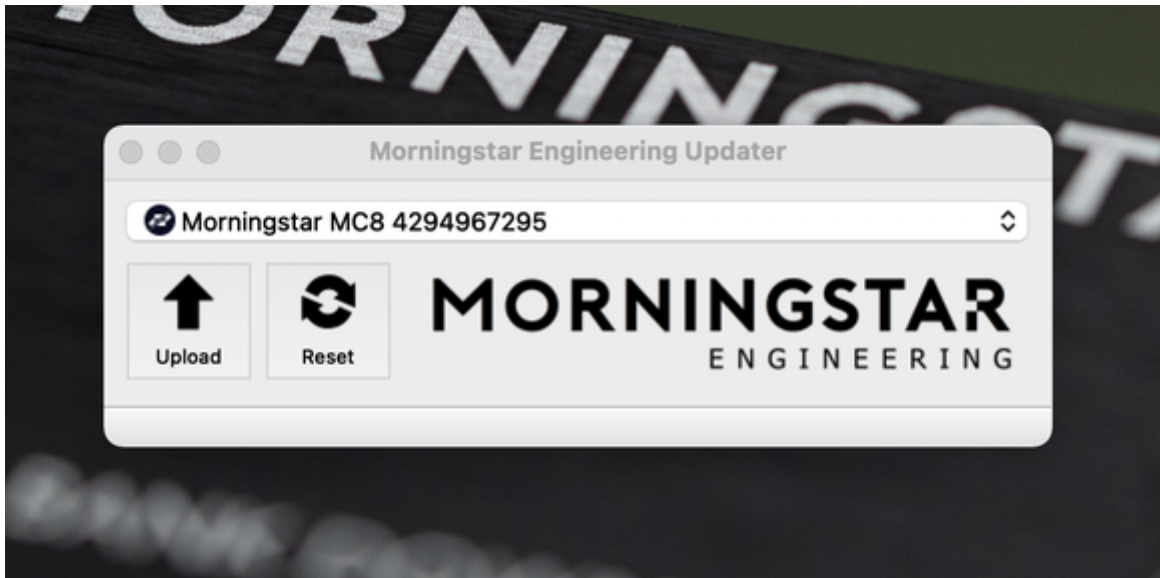 Morningstar Engineering Updater
Morningstar MC8 4294967295
Upload
Reset
MORNINGSTAR
ENGINEERING